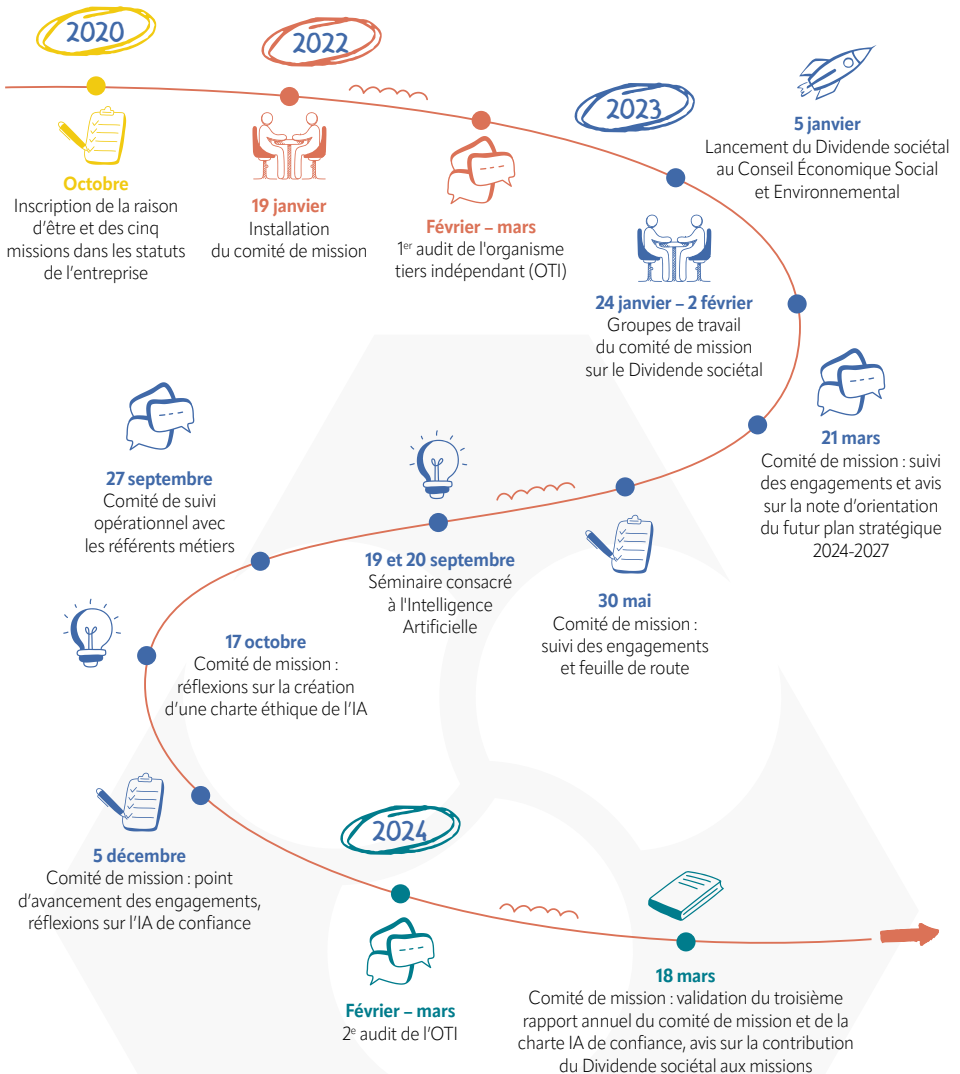 2020
Octobre
Inscription de la raison
d'être et des cinq
missions dans les statuts
de l'entreprise
2022
19 janvier
Installation
du comité de mission
Février – mars
1er audit de l'organisme
tiers indépendant (OTI)
2023
5 janvier
Lancement du Dividende sociétal
au Conseil Économique Social
et Environnemental
24 janvier – 2 février
Groupes de travail
du comité de mission
sur le Dividende sociétal
21 mars
Comité de mission : suivi
des engagements et avis
sur la note d'orientation
du futur plan stratégique
2024-2027
30 mai
Comité de mission :
suivi des engagements
et feuille de route
19 et 20 septembre
Séminaire consacré
à l'Intelligence
Artificielle
27 septembre
Comité de suivi
opérationnel avec
les référents métiers
17 octobre
Comité de mission :
réflexions sur la création
d'une charte éthique de l'IA
5 décembre
Comité de mission : point
d'avancement des engagements,
réflexions sur l'IA de confiance
2024
Février – mars
2e audit de l'OTI
18 mars
Comité de mission : validation du troisième
rapport annuel du comité de mission et de la
charte IA de confiance, avis sur la contribution
du Dividende sociétal aux missions